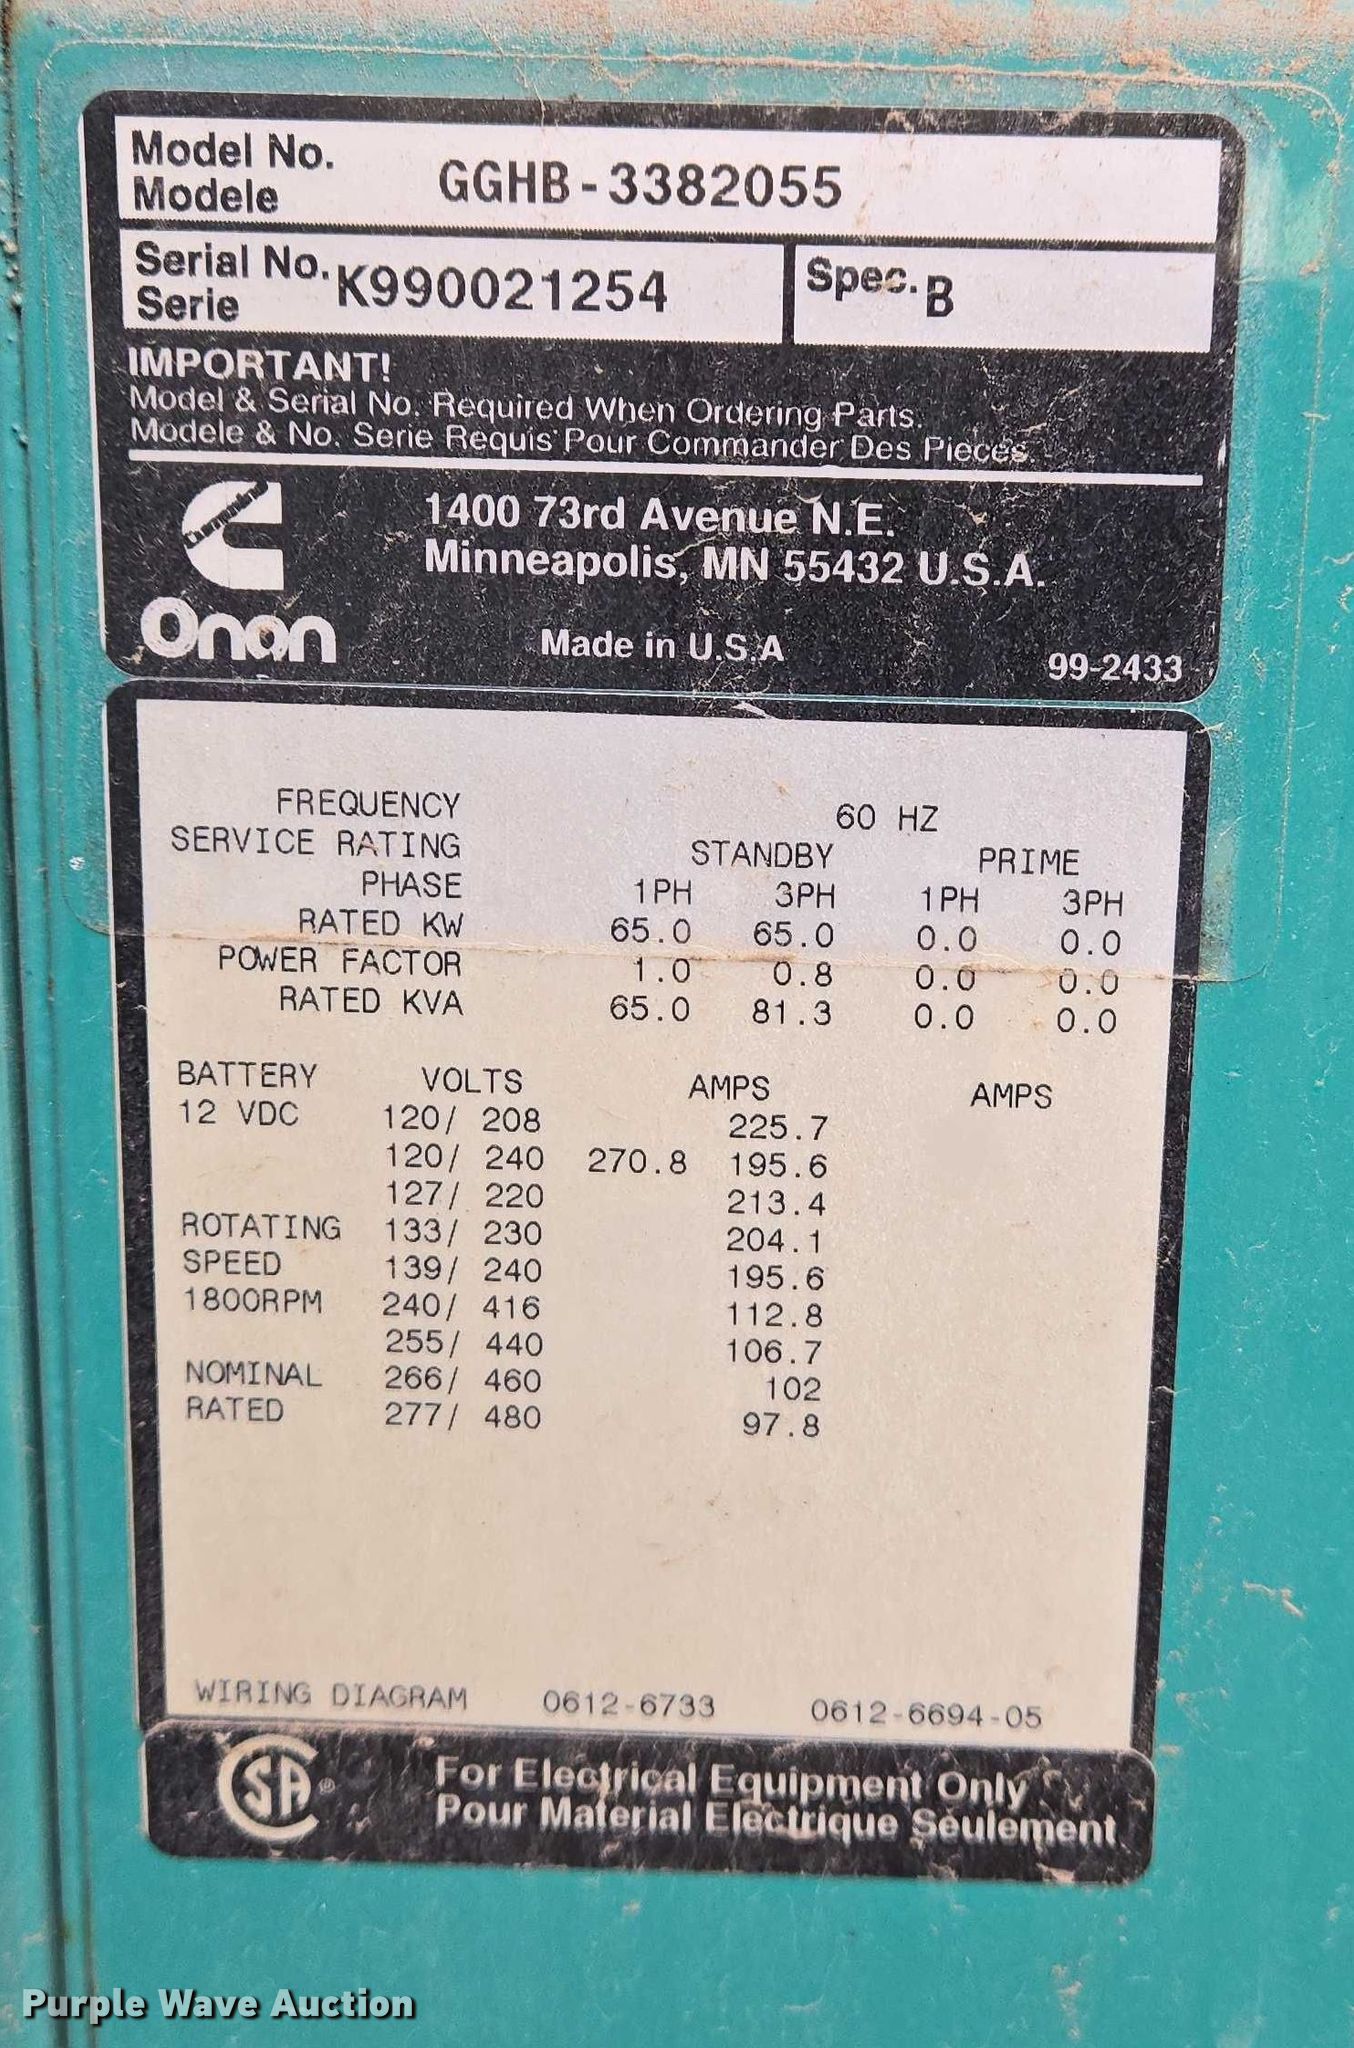 Model No.
Modele
GGHB-3382055
Serial No.
Serie
K990021254
Spec. B
IMPORTANT!
Model & Serial No. Required When Ordering Parts.
Modele & No. Serie Requis Pour Commander Des Pieces
Cummins
Onan
1400 73rd Avenue N.E.
Minneapolis, MN 55432 U.S.A.
Made in U.S.A
99-2433
FREQUENCY 60 HZ
SERVICE RATING STANDBY PRIME
PHASE 1PH 3PH 1PH 3PH
RATED KW 65.0 65.0 0.0 0.0
POWER FACTOR 1.0 0.8 0.0 0.0
RATED KVA 65.0 81.3 0.0 0.0
BATTERY VOLTS AMPS AMPS
12 VDC 120/ 208 225.7
120/ 240 270.8 195.6
127/ 220 213.4
ROTATING 133/ 230 204.1
SPEED 139/ 240 195.6
1800RPM 240/ 416 112.8
255/ 440 106.7
NOMINAL 266/ 460 102
RATED 277/ 480 97.8
WIRING DIAGRAM 0612-6733 0612-6694-05
CSA ®
For Electrical Equipment Only
Pour Material Electrique Seulement
Purple Wave Auction